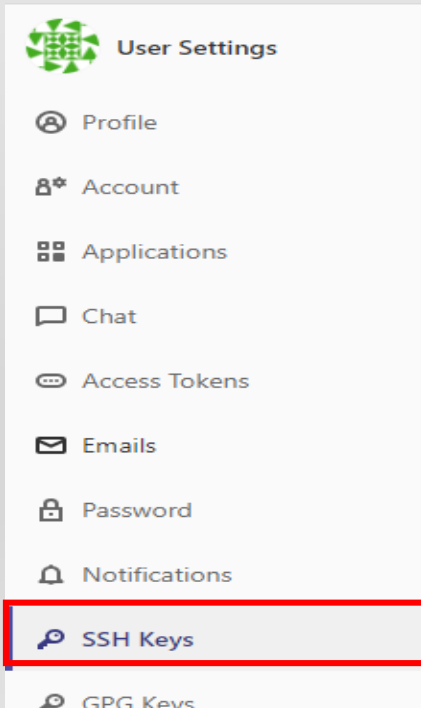 User Settings
Profile
Account
Applications
Chat
Access Tokens
Emails
Password
Notifications
SSH Keys
GPG Keys